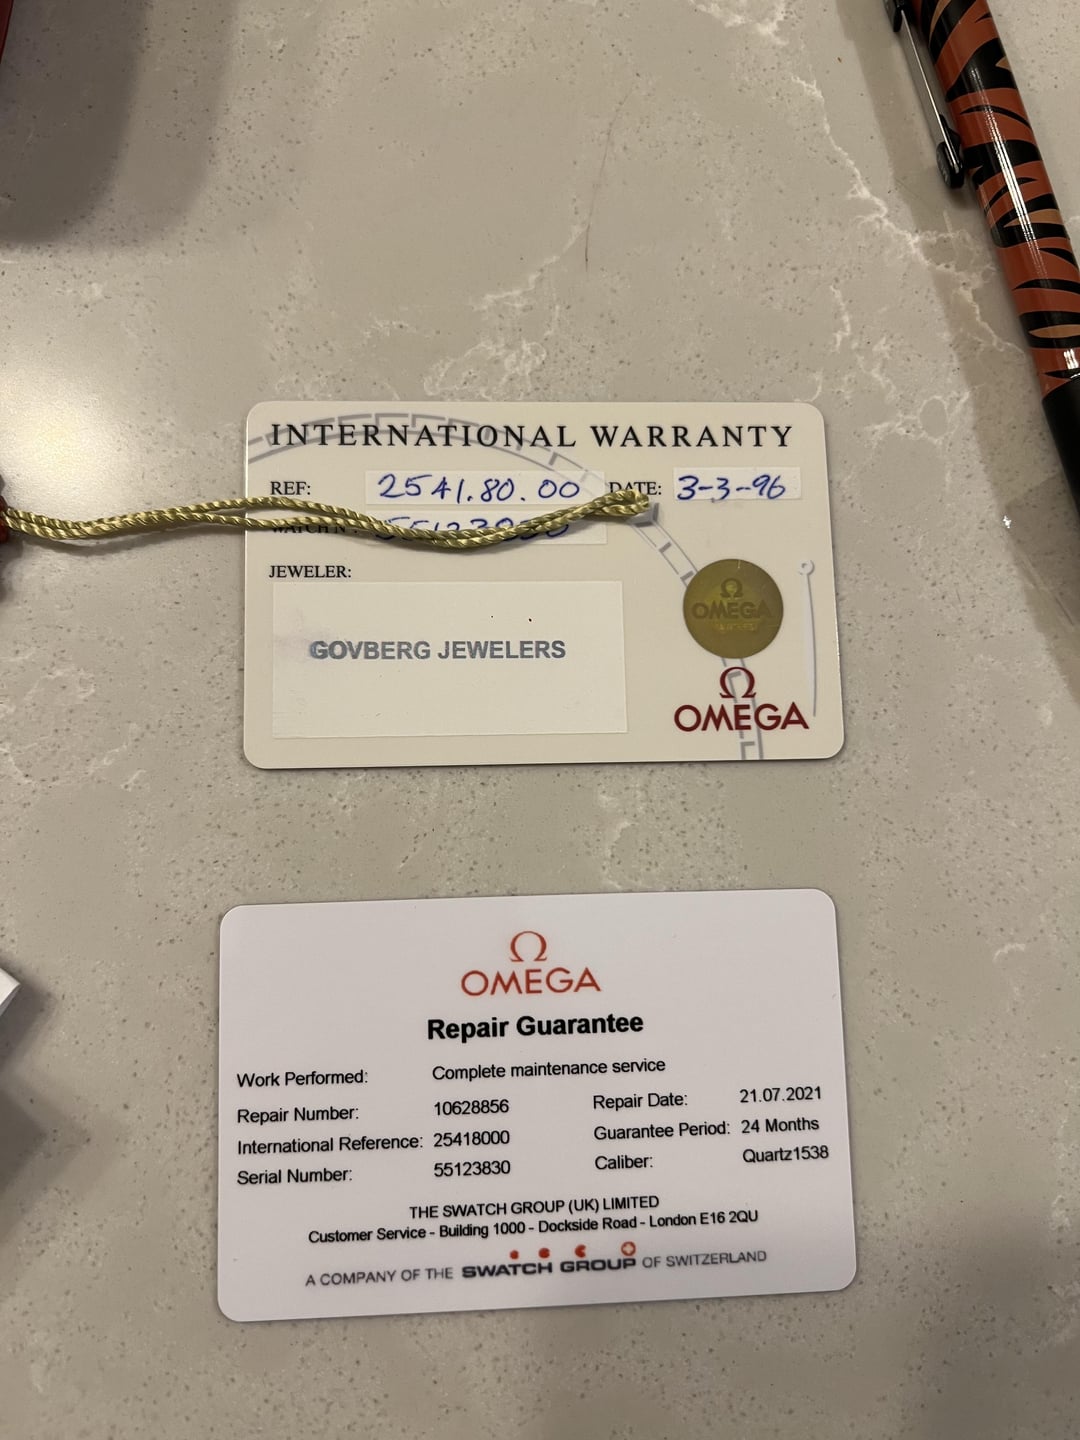 INTERNATIONAL WARRANTY
REF: 2541.80.00 DATE: 3-3-96
WATCH N°:
JEWELER:
GOVBERG JEWELERS
Ω
OMEGA
Ω
OMEGA
Ω
OMEGA
Repair Guarantee
Work Performed: Complete maintenance service
Repair Number: 10628856 Repair Date: 21.07.2021
International Reference: 25418000 Guarantee Period: 24 Months
Serial Number: 55123830 Caliber: Quartz1538
THE SWATCH GROUP (UK) LIMITED
Customer Service - Building 1000 - Dockside Road - London E16 2QU
A COMPANY OF THE SWATCH GROUP OF SWITZERLAND